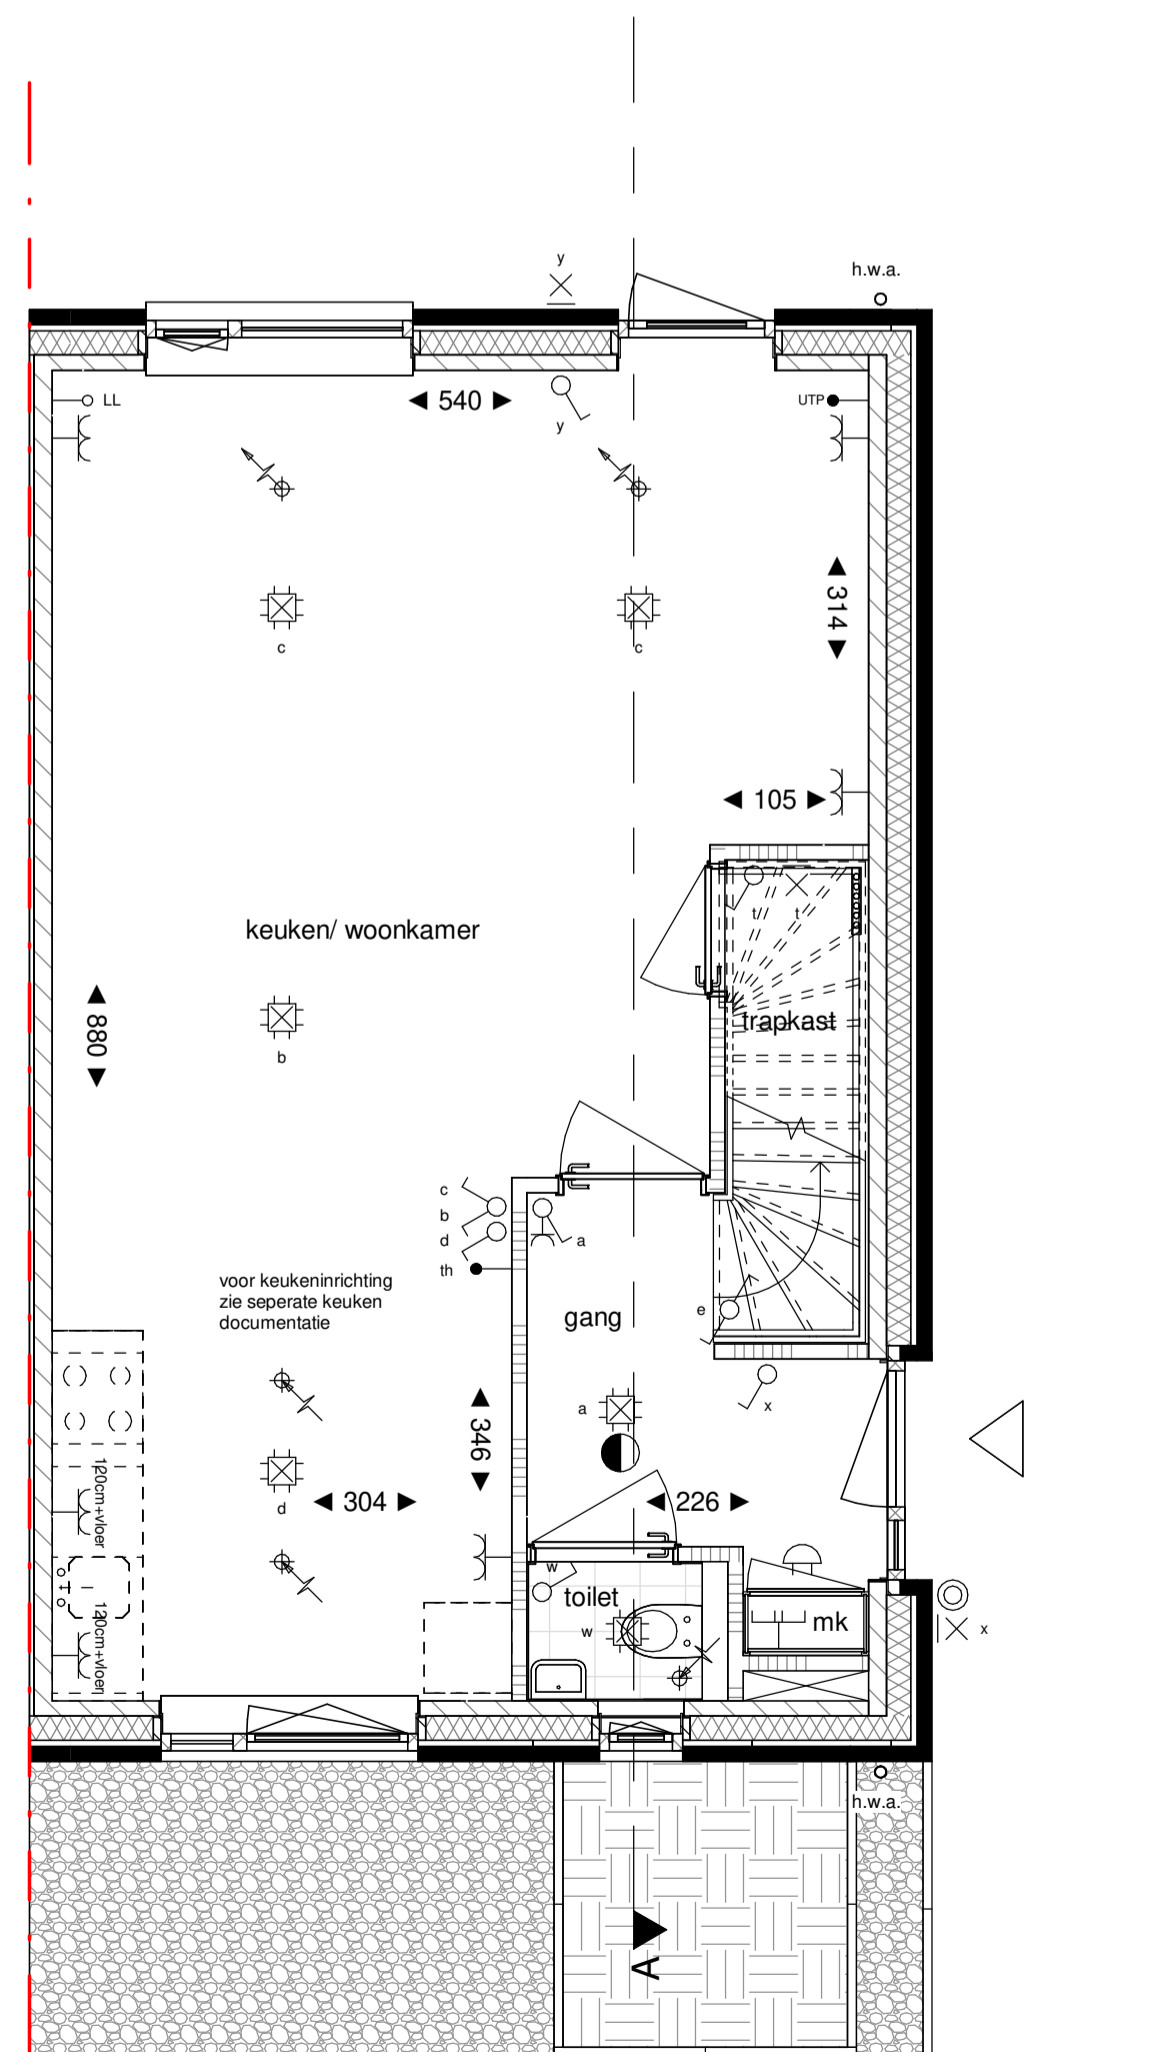 y
h.w.a.
LL
540
y
UTP
c
c
314
105
t
t
keuken/ woonkamer
trapkast
880
b
c
b
d
a
th
voor keukeninrichting
zie seperate keuken
documentatie
e
gang
x
a
346
120cm+vloer
d
304
226
w
toilet
w
mk
x
120cm+vloer
h.w.a.
A